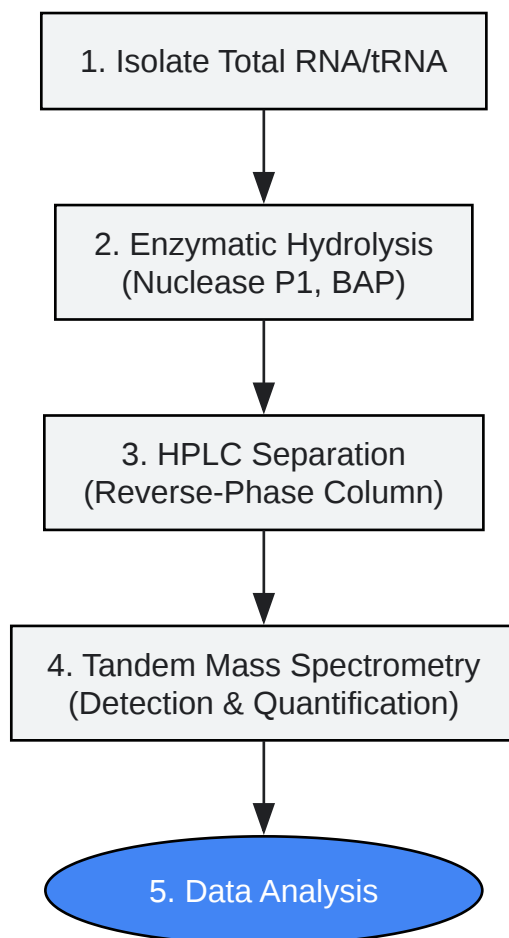 1. Isolate Total RNA/tRNA
2. Enzymatic Hydrolysis
(Nuclease P1, BAP)
3. HPLC Separation
(Reverse-Phase Column)
4. Tandem Mass Spectrometry
(Detection & Quantification)
5. Data Analysis